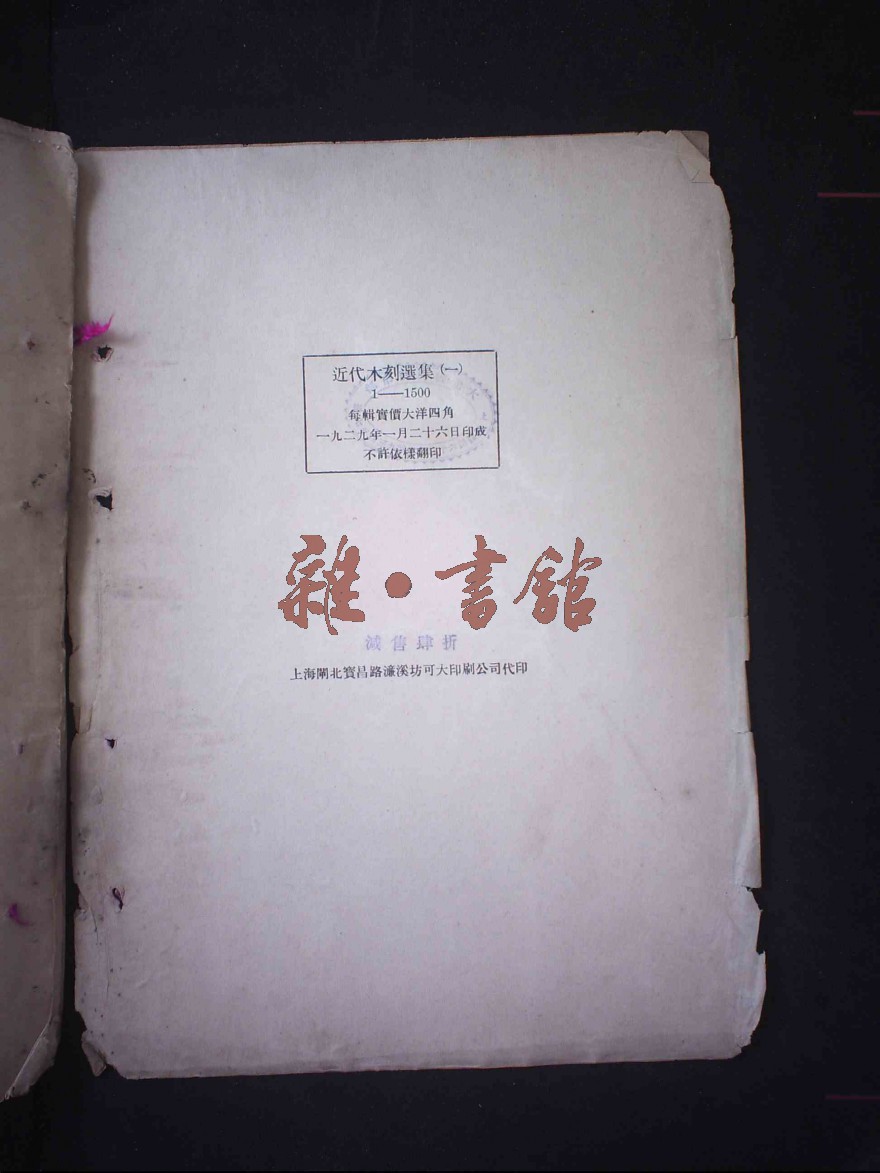 近代木刻選集(一)
1——1500
每輯實價大洋四角
一九二九年一月二十六日印成
不許依樣翻印
雜·書館
減售肆折
上海閘北寶昌路濂溪坊可大印刷公司代印